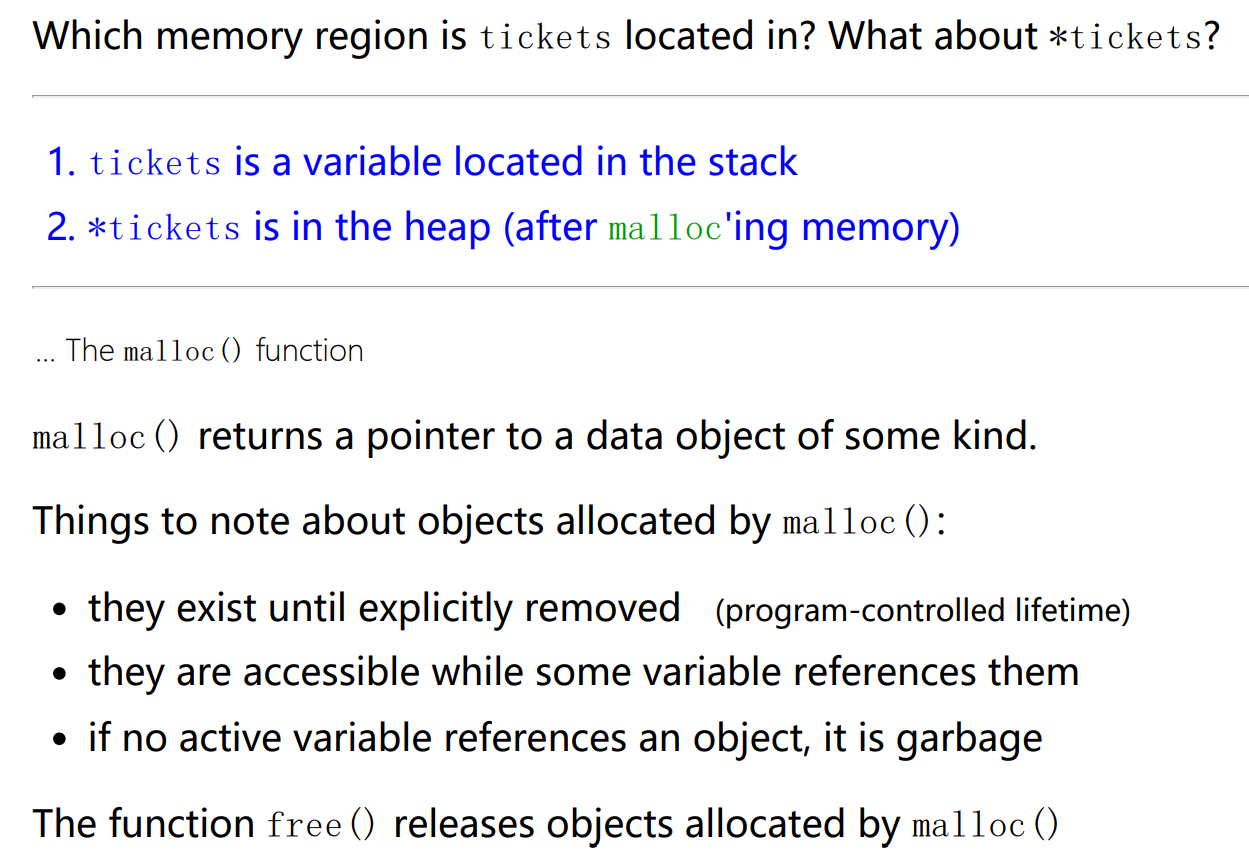 Which memory region is tickets located in? What about *tickets?
1. tickets is a variable located in the stack
2. *tickets is in the heap (after malloc'ing memory)
... The malloc() function
malloc() returns a pointer to a data object of some kind.
Things to note about objects allocated by malloc():
• they exist until explicitly removed (program-controlled lifetime)
• they are accessible while some variable references them
• if no active variable references an object, it is garbage
The function free() releases objects allocated by malloc()